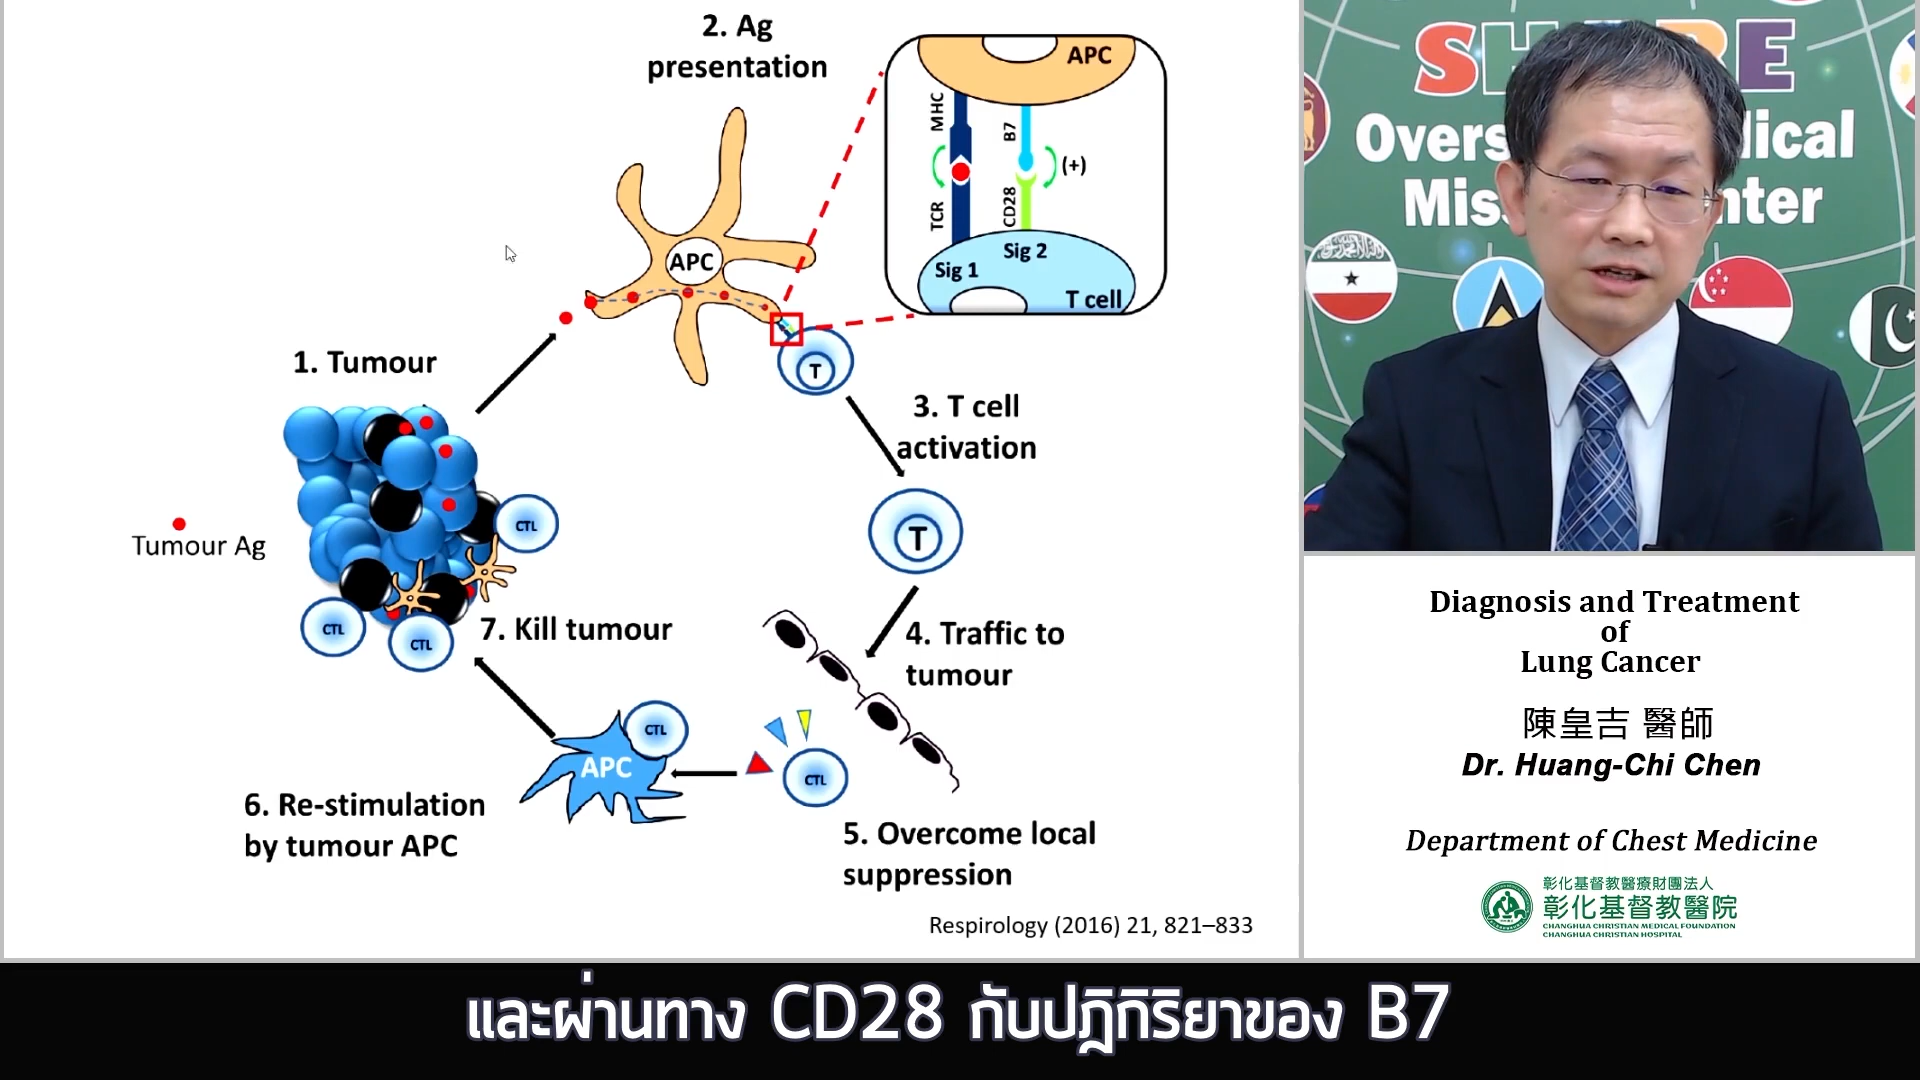 2. Ag
presentation
APC
MHC
B7
(+)
TCR
CD28
Sig 1
Sig 2
T cell
APC
T
1. Tumour
3. T cell
activation
T
Tumour Ag
CTL
CTL
CTL
7. Kill tumour
4. Traffic to
tumour
CTL
APC
CTL
6. Re-stimulation
by tumour APC
5. Overcome local
suppression
Respirology (2016) 21, 821–833
Diagnosis and Treatment
of
Lung Cancer
陳皇吉 醫師
Dr. Huang-Chi Chen
Department of Chest Medicine
彰化基督教醫療財團法人
彰化基督教醫院
CHANGHUA CHRISTIAN MEDICAL FOUNDATION
CHANGHUA CHRISTIAN HOSPITAL
และผ่านทาง CD28 กับปฏิกิริยาของ B7